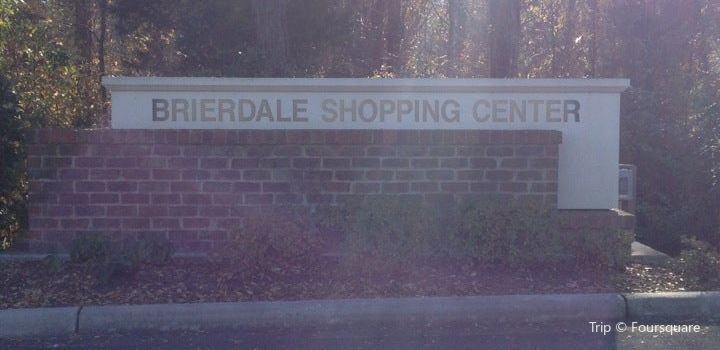 BRIERDALE SHOPPING CENTER
Trip © Foursquare